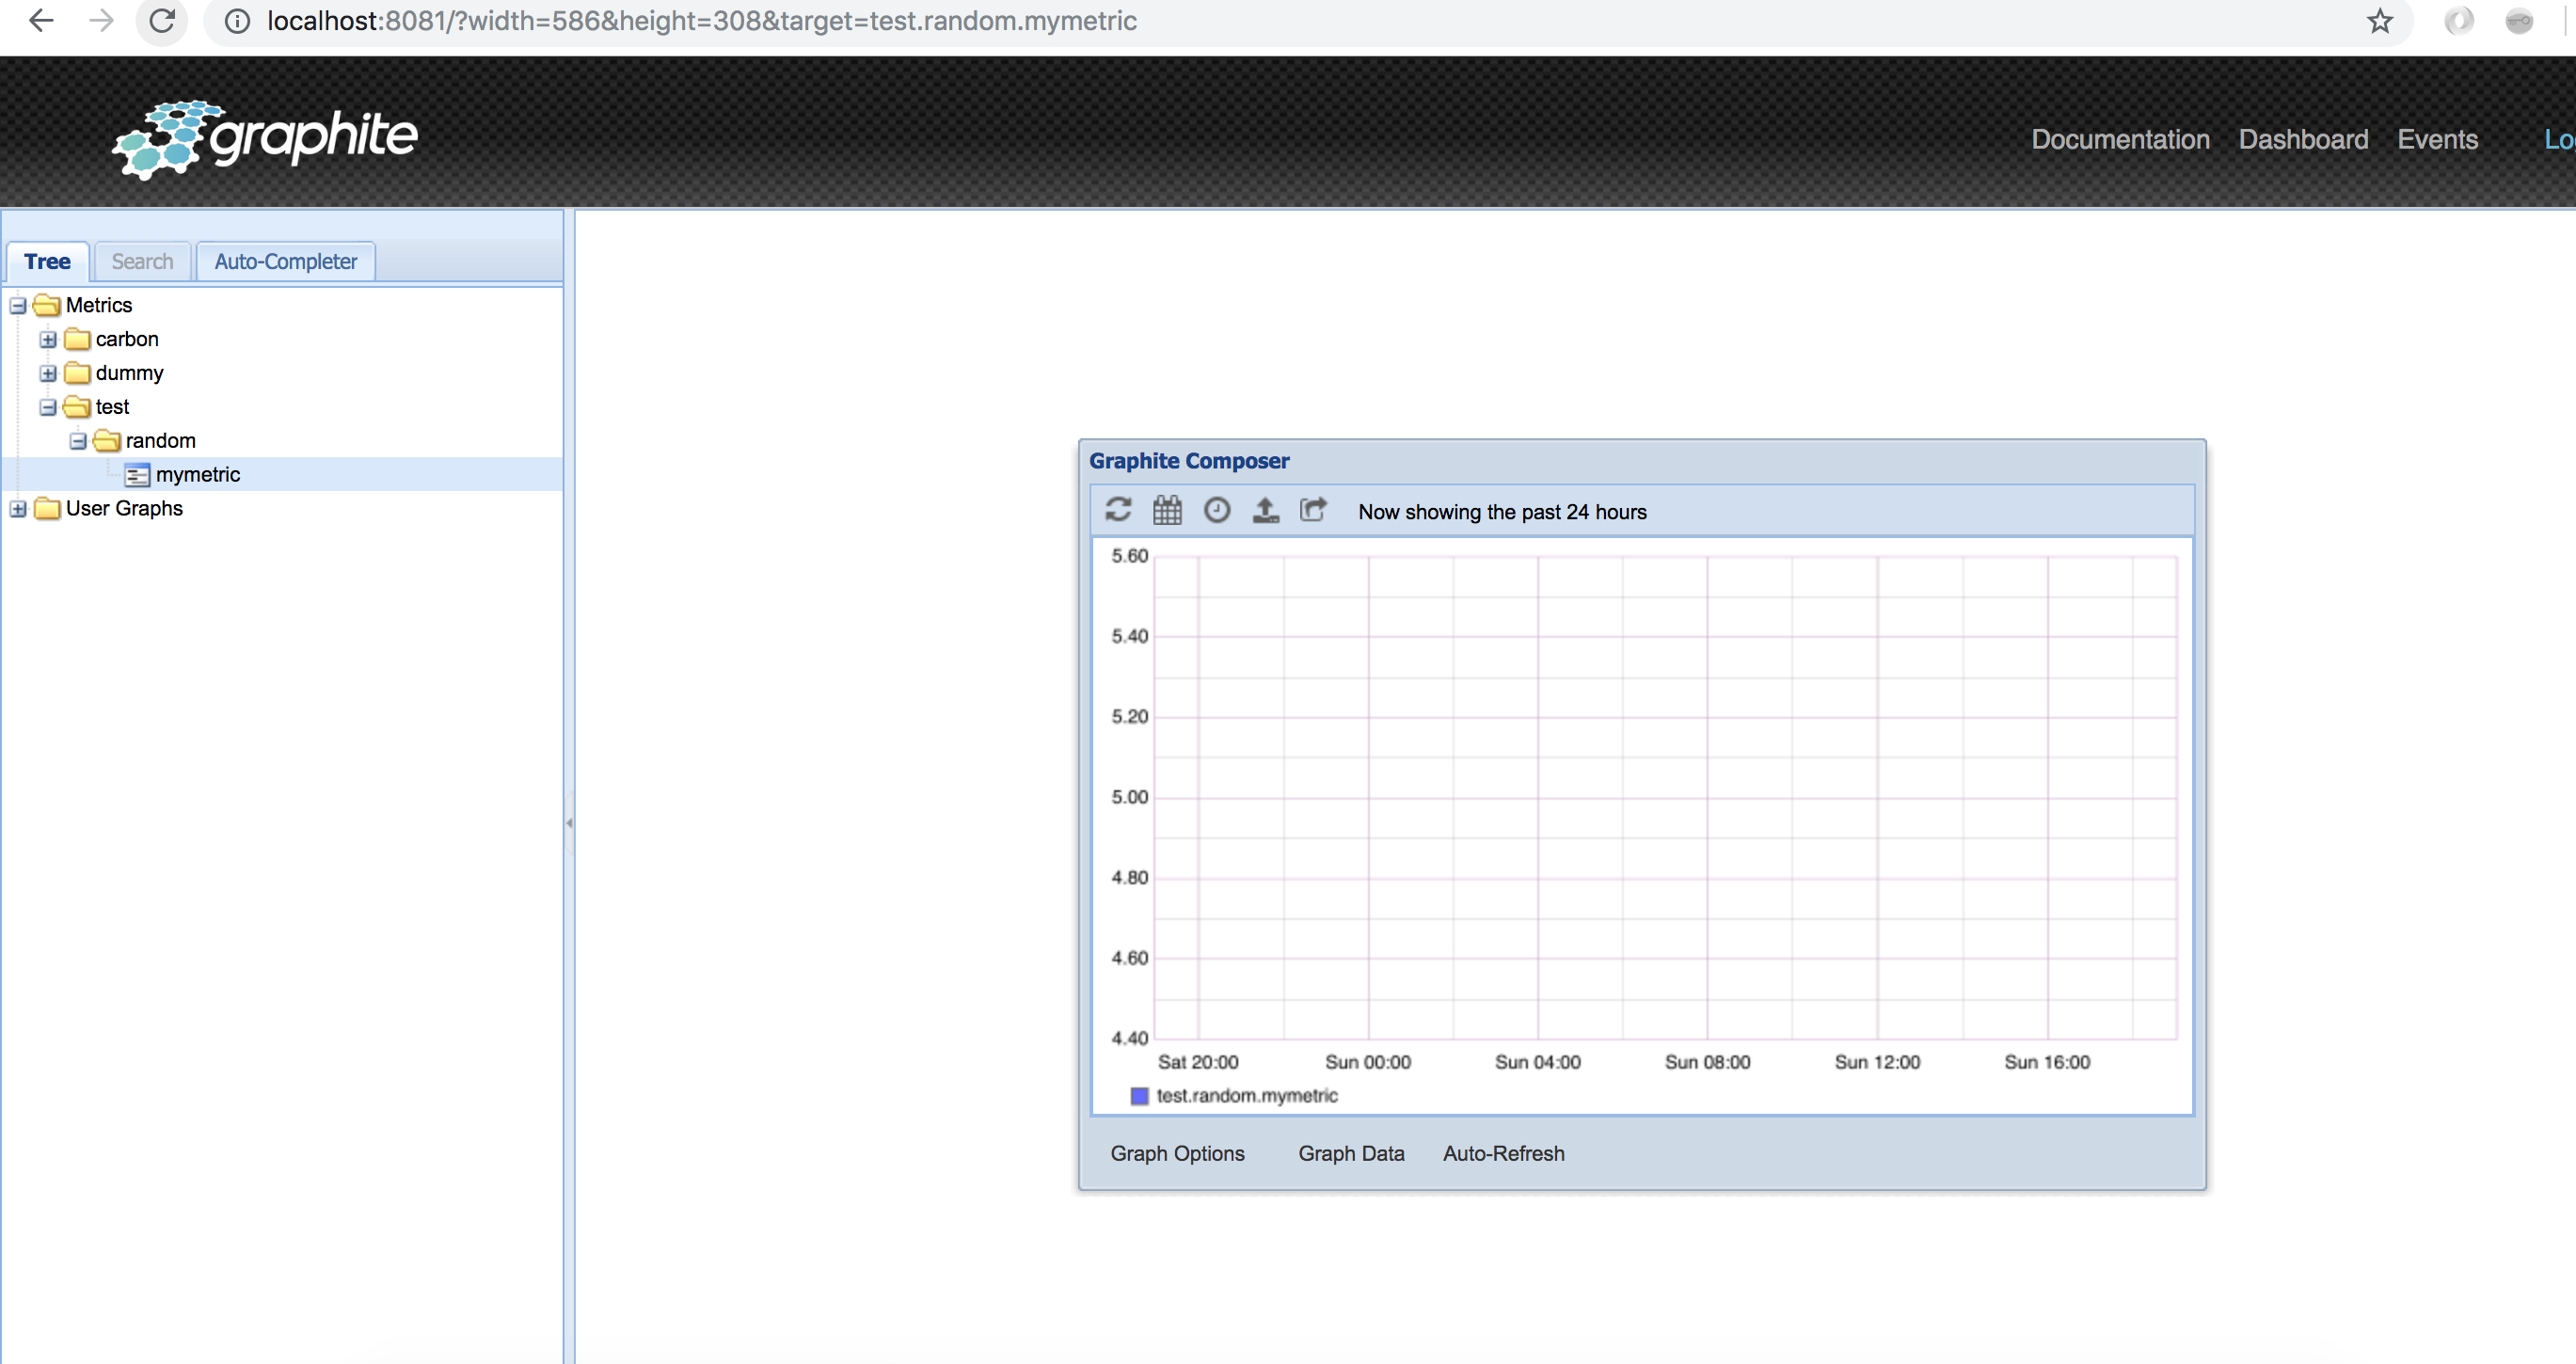 localhost:8081/?width=586&height=308&target=test.random.mymetric
graphite
Documentation Dashboard Events
Tree Search Auto-Completer
Metrics
carbon
dummy
test
random
mymetric
User Graphs
Graphite Composer
Now showing the past 24 hours
5.60
5.40
5.20
5.00
4.80
4.60
4.40
Sat 20:00 Sun 00:00 Sun 04:00 Sun 08:00 Sun 12:00 Sun 16:00
test.random.mymetric
Graph Options Graph Data Auto-Refresh